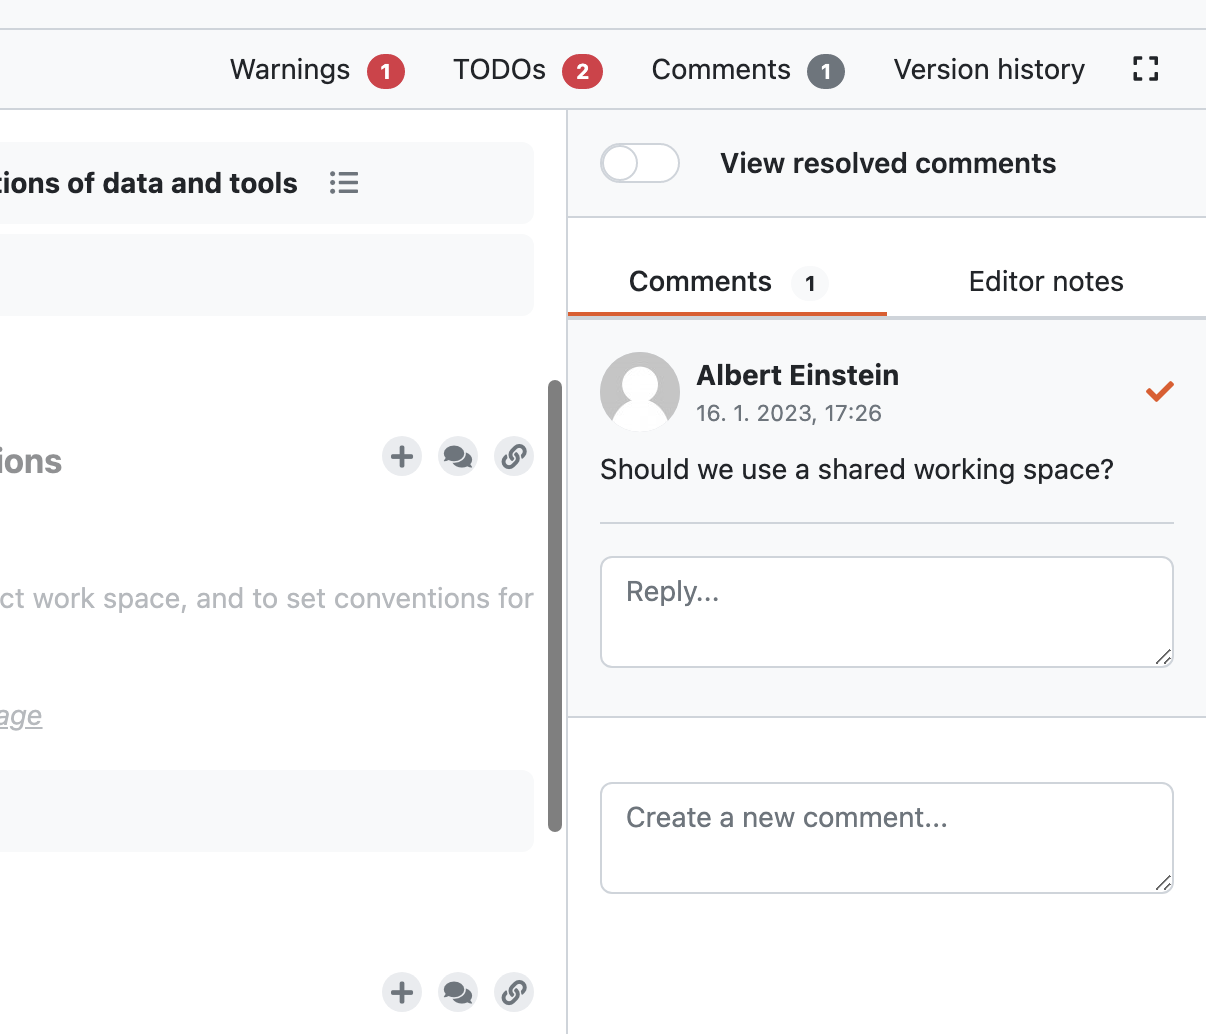 Warnings 1 TODOs 2 Comments 1 Version history
tions of data and tools
View resolved comments
Comments 1 Editor notes
Albert Einstein
16. 1. 2023, 17:26
ions
Should we use a shared working space?
ct work space, and to set conventions for
Reply...
age
Create a new comment...